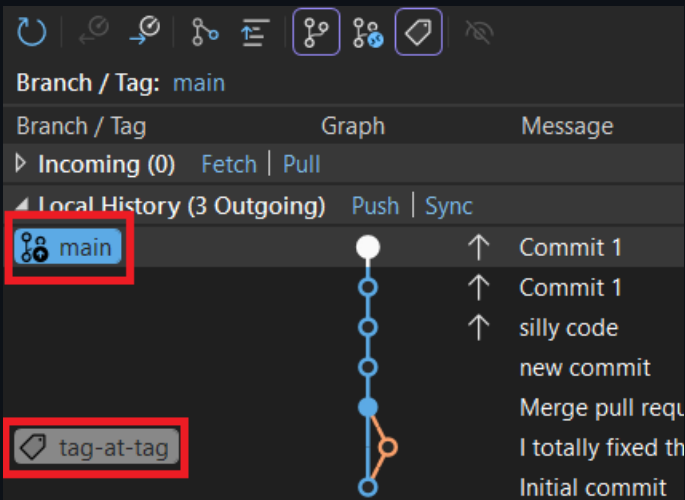 Branch / Tag: main
Branch / Tag Graph Message
Incoming (0) Fetch | Pull
Local History (3 Outgoing) Push | Sync
main Commit 1
Commit 1
silly code
new commit
Merge pull requ
tag-at-tag I totally fixed th
Initial commit